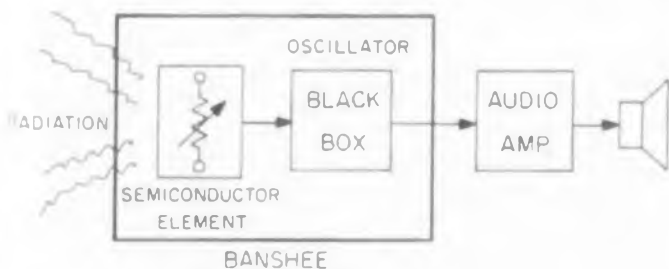 OSCILLATOR
RADIATION
BLACK
BOX
AUDIO
AMP
SEMICONDUCTOR
ELEMENT
BANSHEE